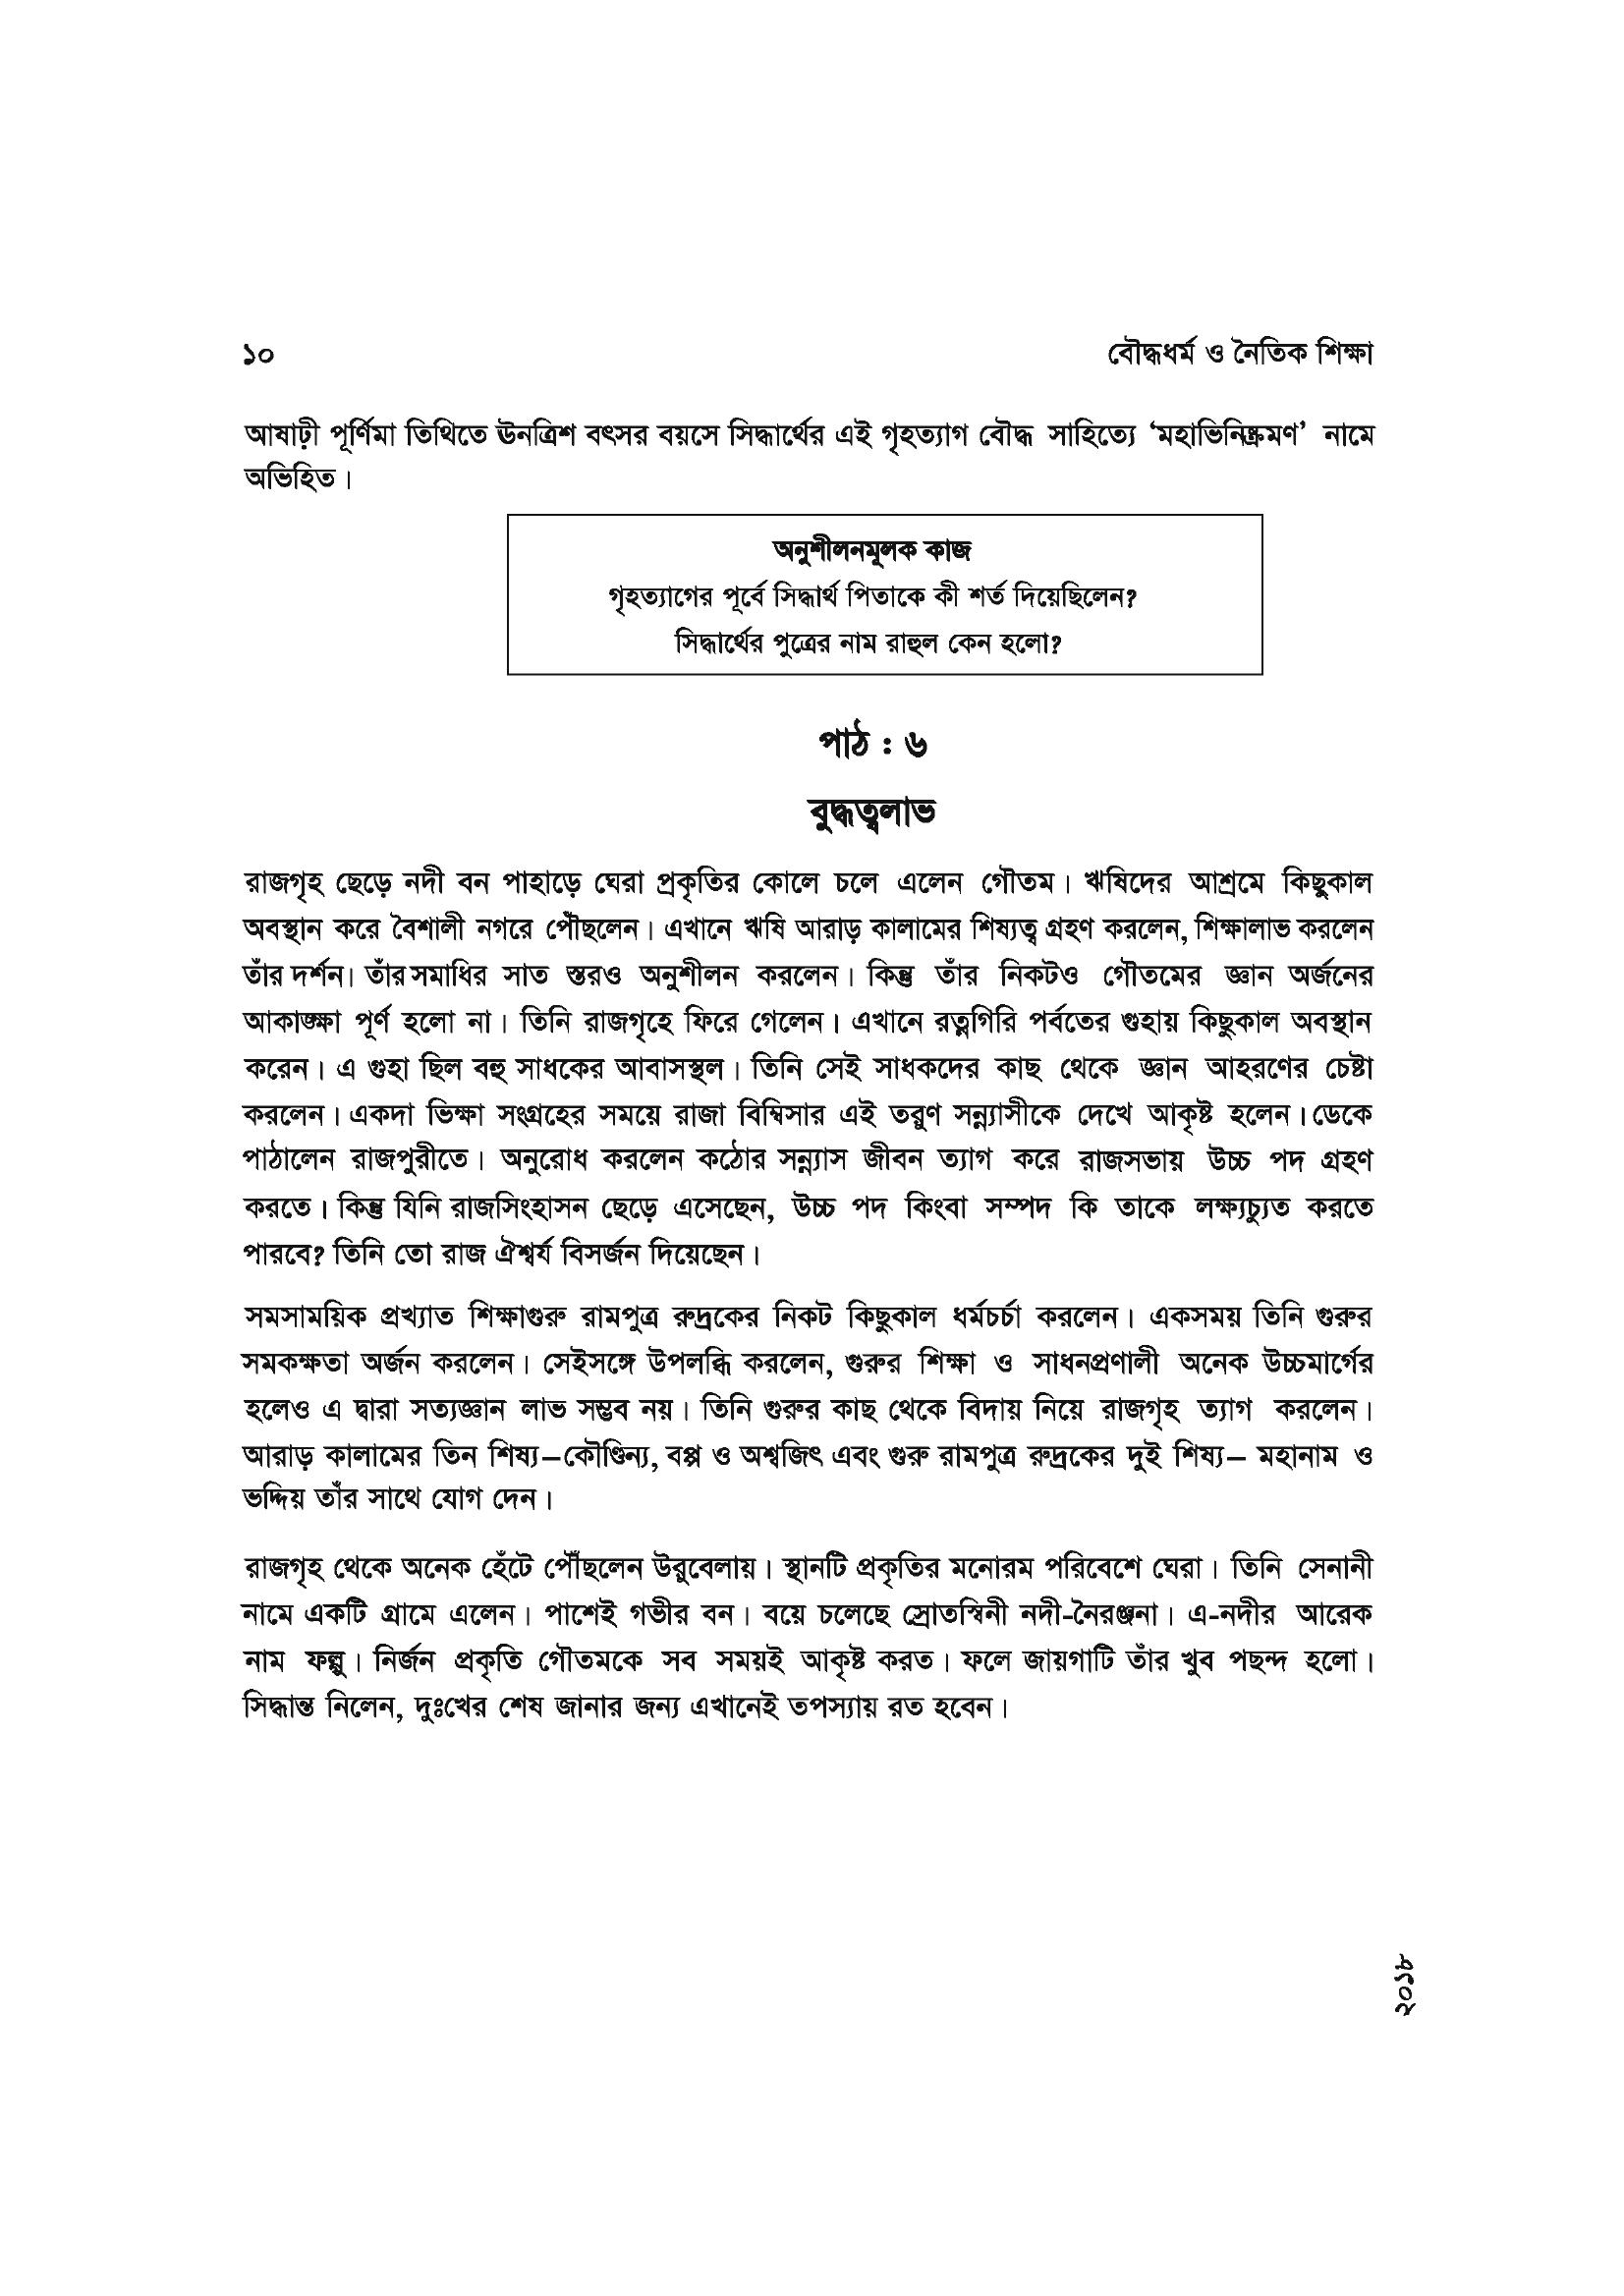 ১০ বৌদ্ধধর্ম ও নৈতিক শিক্ষা
আষাঢ়ী পূর্ণিমা তিথিতে ঊনত্রিশ বৎসর বয়সে সিদ্ধার্থের এই গৃহত্যাগ বৌদ্ধ সাহিত্যে ‘মহাভিনিষ্ক্রমণ’ নামে
অভিহিত।
অনুশীলনমূলক কাজ
গৃহত্যাগের পূর্বে সিদ্ধার্থ পিতাকে কী শর্ত দিয়েছিলেন?
সিদ্ধার্থের পুত্রের নাম রাহুল কেন হলো?
পাঠ : ৬
বুদ্ধত্বলাভ
রাজগৃহ ছেড়ে নদী বন পাহাড়ে ঘেরা প্রকৃতির কোলে চলে এলেন গৌতম। ঋষিদের আশ্রমে কিছুকাল
অবস্থান করে বৈশালী নগরে পৌঁছলেন। এখানে ঋষি আরাড় কালামের শিষ্যত্ব গ্রহণ করলেন, শিক্ষালাভ করলেন
তাঁর দর্শন। তাঁর সমাধির সাত স্তরও অনুশীলন করলেন। কিন্তু তাঁর নিকটও গৌতমের জ্ঞান অর্জনের
আকাঙ্ক্ষা পূর্ণ হলো না। তিনি রাজগৃহে ফিরে গেলেন। এখানে রত্নগিরি পর্বতের গুহায় কিছুকাল অবস্থান
করেন। এ গুহা ছিল বহু সাধকের আবাসস্থল। তিনি সেই সাধকদের কাছ থেকে জ্ঞান আহরণের চেষ্টা
করলেন। একদা ভিক্ষা সংগ্রহের সময়ে রাজা বিম্বিসার এই তরুণ সন্ন্যাসীকে দেখে আকৃষ্ট হলেন। ডেকে
পাঠালেন রাজপুরীতে। অনুরোধ করলেন কঠোর সন্ন্যাস জীবন ত্যাগ করে রাজসভায় উচ্চ পদ গ্রহণ
করতে। কিন্তু যিনি রাজসিংহাসন ছেড়ে এসেছেন, উচ্চ পদ কিংবা সম্পদ কি তাকে লক্ষ্যচ্যুত করতে
পারবে? তিনি তো রাজ ঐশ্বর্য বিসর্জন দিয়েছেন।
সমসাময়িক প্রখ্যাত শিক্ষাগুরু রামপুত্র রুদ্রকের নিকট কিছুকাল ধর্মচর্চা করলেন। একসময় তিনি গুরুর
সমকক্ষতা অর্জন করলেন। সেইসঙ্গে উপলব্ধি করলেন, গুরুর শিক্ষা ও সাধনপ্রণালী অনেক উচ্চমার্গের
হলেও এ দ্বারা সত্যজ্ঞান লাভ সম্ভব নয়। তিনি গুরুর কাছ থেকে বিদায় নিয়ে রাজগৃহ ত্যাগ করলেন।
আরাড় কালামের তিন শিষ্য–কৌণ্ডিন্য, বপ্প ও অশ্বজিৎ এবং গুরু রামপুত্র রুদ্রকের দুই শিষ্য– মহানাম ও
ভদ্দিয় তাঁর সাথে যোগ দেন।
রাজগৃহ থেকে অনেক হেঁটে পৌঁছলেন উরুবেলায়। স্থানটি প্রকৃতির মনোরম পরিবেশে ঘেরা। তিনি সেনানী
নামে একটি গ্রামে এলেন। পাশেই গভীর বন। বয়ে চলেছে স্রোতস্বিনী নদী-নৈরঞ্জনা। এ-নদীর আরেক
নাম ফল্গু। নির্জন প্রকৃতি গৌতমকে সব সময়ই আকৃষ্ট করত। ফলে জায়গাটি তাঁর খুব পছন্দ হলো।
সিদ্ধান্ত নিলেন, দুঃখের শেষ জানার জন্য এখানেই তপস্যায় রত হবেন।
২০১৮